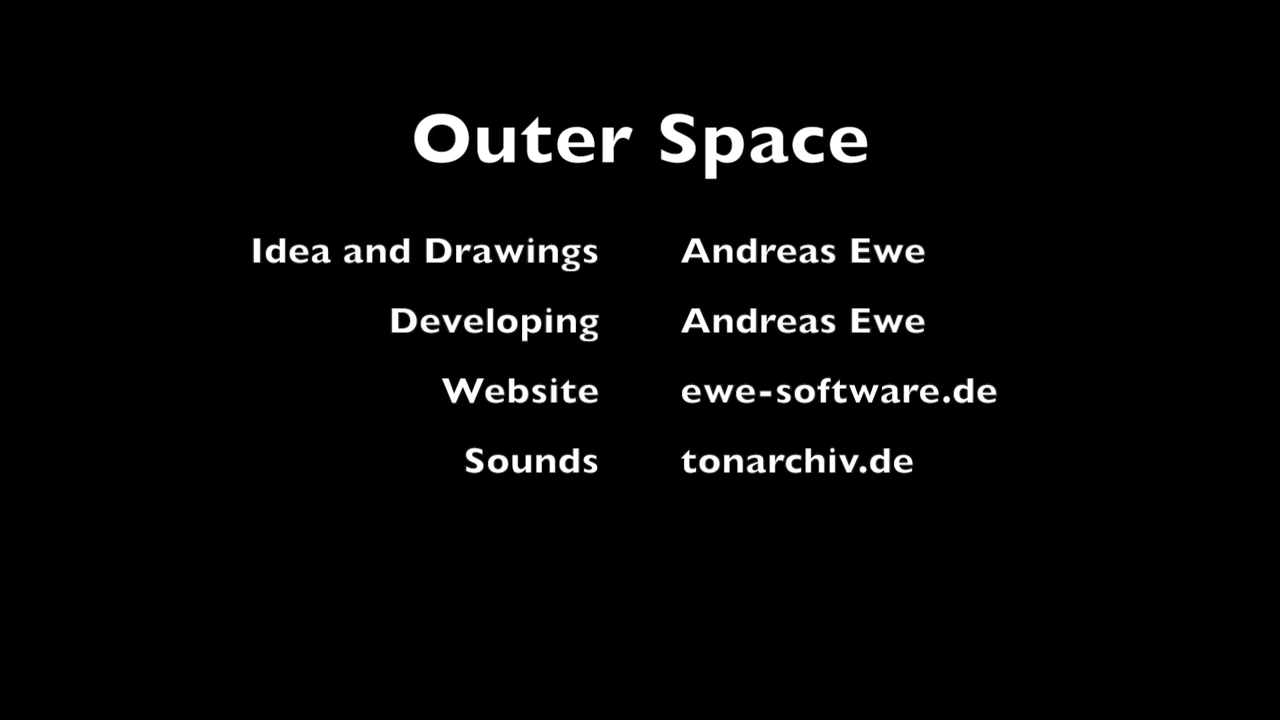 Outer Space
Idea and Drawings Andreas Ewe
Developing Andreas Ewe
Website ewe-software.de
Sounds tonarchiv.de